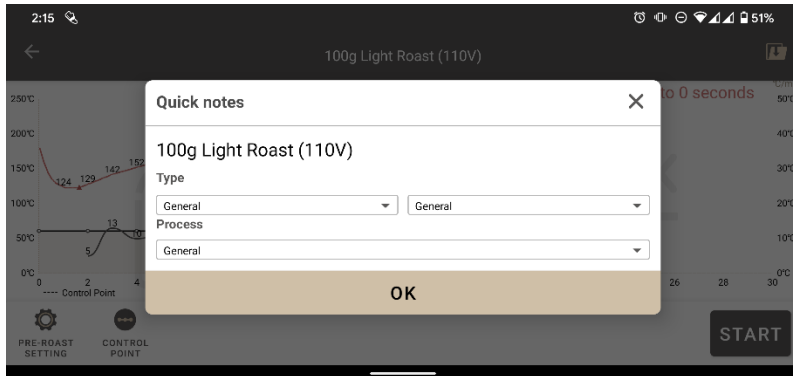 2:15
51%
100g Light Roast (110V)
to 0 seconds
Quick notes
100g Light Roast (110V)
Type
General
General
Process
General
OK
250℃
200℃
150℃
100℃
50℃
0℃
124
129
142
152
13
10
5
50℃
40℃
30℃
20℃
10℃
0℃
0
2
4
26
28
30
Control Point
PRE-ROAST
SETTING
CONTROL
POINT
START